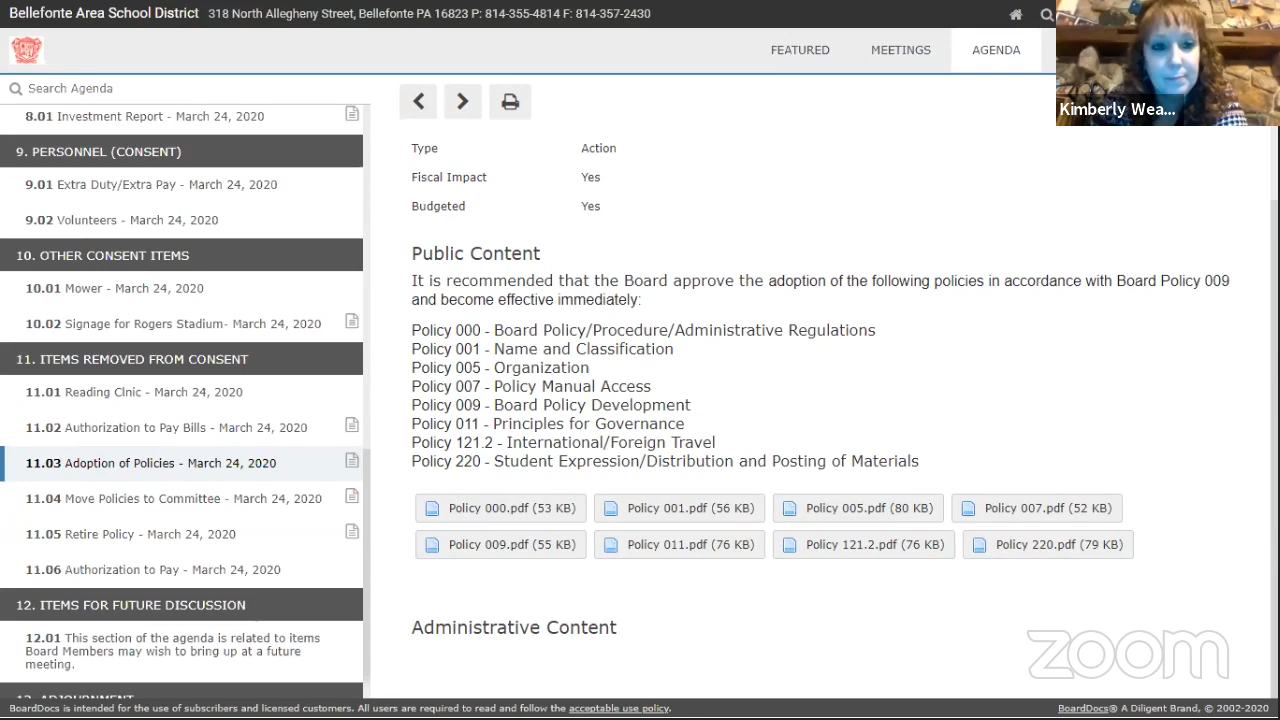 Bellefonte Area School District 318 North Allegheny Street, Bellefonte PA 16823 P: 814-355-4814 F: 814-357-2430
FEATURED MEETINGS AGENDA
Kimberly Wea...
Search Agenda
8.01 Investment Report - March 24, 2020
9. PERSONNEL (CONSENT)
9.01 Extra Duty/Extra Pay - March 24, 2020
9.02 Volunteers - March 24, 2020
10. OTHER CONSENT ITEMS
10.01 Mower - March 24, 2020
10.02 Signage for Rogers Stadium- March 24, 2020
11. ITEMS REMOVED FROM CONSENT
11.01 Reading Clnic - March 24, 2020
11.02 Authorization to Pay Bills - March 24, 2020
11.03 Adoption of Policies - March 24, 2020
11.04 Move Policies to Committee - March 24, 2020
11.05 Retire Policy - March 24, 2020
11.06 Authorization to Pay - March 24, 2020
12. ITEMS FOR FUTURE DISCUSSION
12.01 This section of the agenda is related to items
Board Members may wish to bring up at a future
meeting.
13. ADJOURNMENT
Type Action
Fiscal Impact Yes
Budgeted Yes
Public Content
It is recommended that the Board approve the adoption of the following policies in accordance with Board Policy 009
and become effective immediately:
Policy 000 - Board Policy/Procedure/Administrative Regulations
Policy 001 - Name and Classification
Policy 005 - Organization
Policy 007 - Policy Manual Access
Policy 009 - Board Policy Development
Policy 011 - Principles for Governance
Policy 121.2 - International/Foreign Travel
Policy 220 - Student Expression/Distribution and Posting of Materials
Policy 000.pdf (53 KB) Policy 001.pdf (56 KB) Policy 005.pdf (80 KB) Policy 007.pdf (52 KB)
Policy 009.pdf (55 KB) Policy 011.pdf (76 KB) Policy 121.2.pdf (76 KB) Policy 220.pdf (79 KB)
Administrative Content
zoom
BoardDocs is intended for the use of subscribers and licensed customers. All users are required to read and follow the acceptable use policy. BoardDocs® A Diligent Brand, © 2002-2020